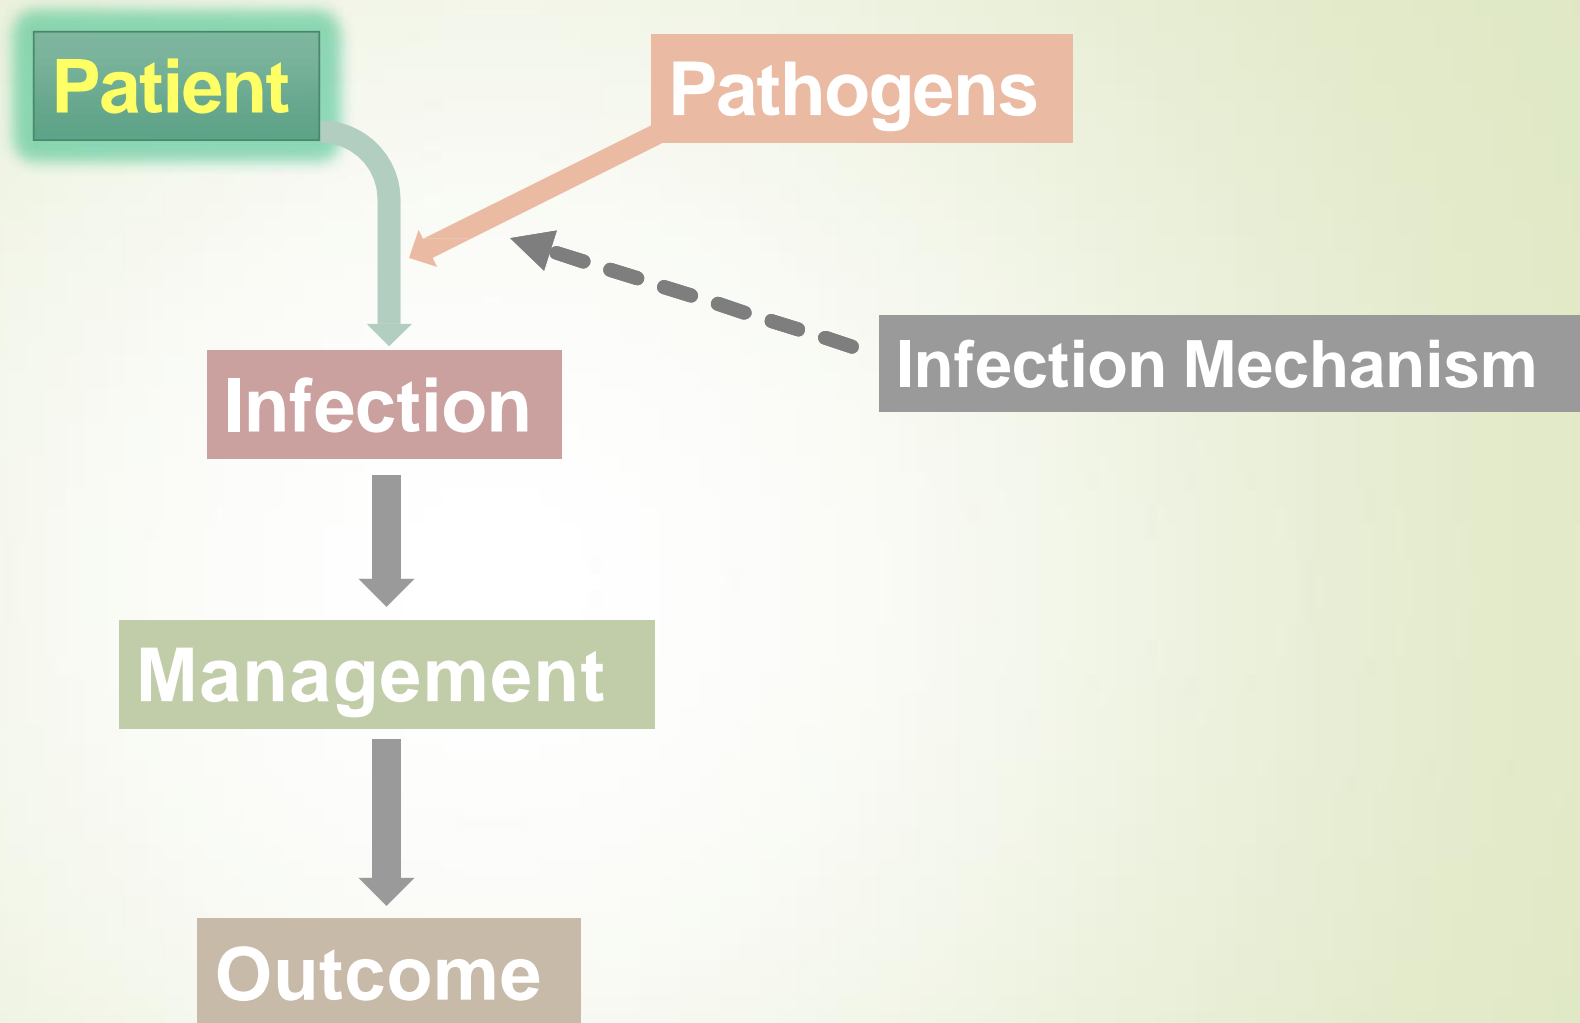 Patient
Pathogens
Infection Mechanism
Infection
Management
Outcome